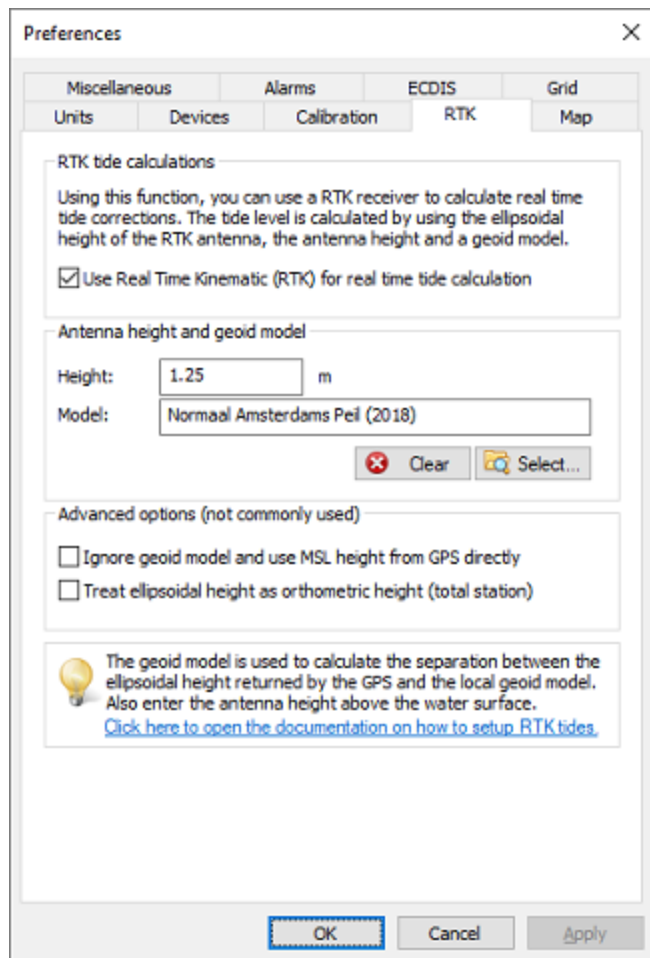 Preferences
Miscellaneous Alarms ECDIS Grid
Units Devices Calibration RTK Map
RTK tide calculations
Using this function, you can use a RTK receiver to calculate real time
tide corrections. The tide level is calculated by using the ellipsoidal
height of the RTK antenna, the antenna height and a geoid model.
Use Real Time Kinematic (RTK) for real time tide calculation
Antenna height and geoid model
Height: 1.25 m
Model: Normaal Amsterdams Peil (2018)
Clear Select...
Advanced options (not commonly used)
Ignore geoid model and use MSL height from GPS directly
Treat ellipsoidal height as orthometric height (total station)
The geoid model is used to calculate the separation between the
ellipsoidal height returned by the GPS and the local geoid model.
Also enter the antenna height above the water surface.
Click here to open the documentation on how to setup RTK tides.
OK Cancel Apply